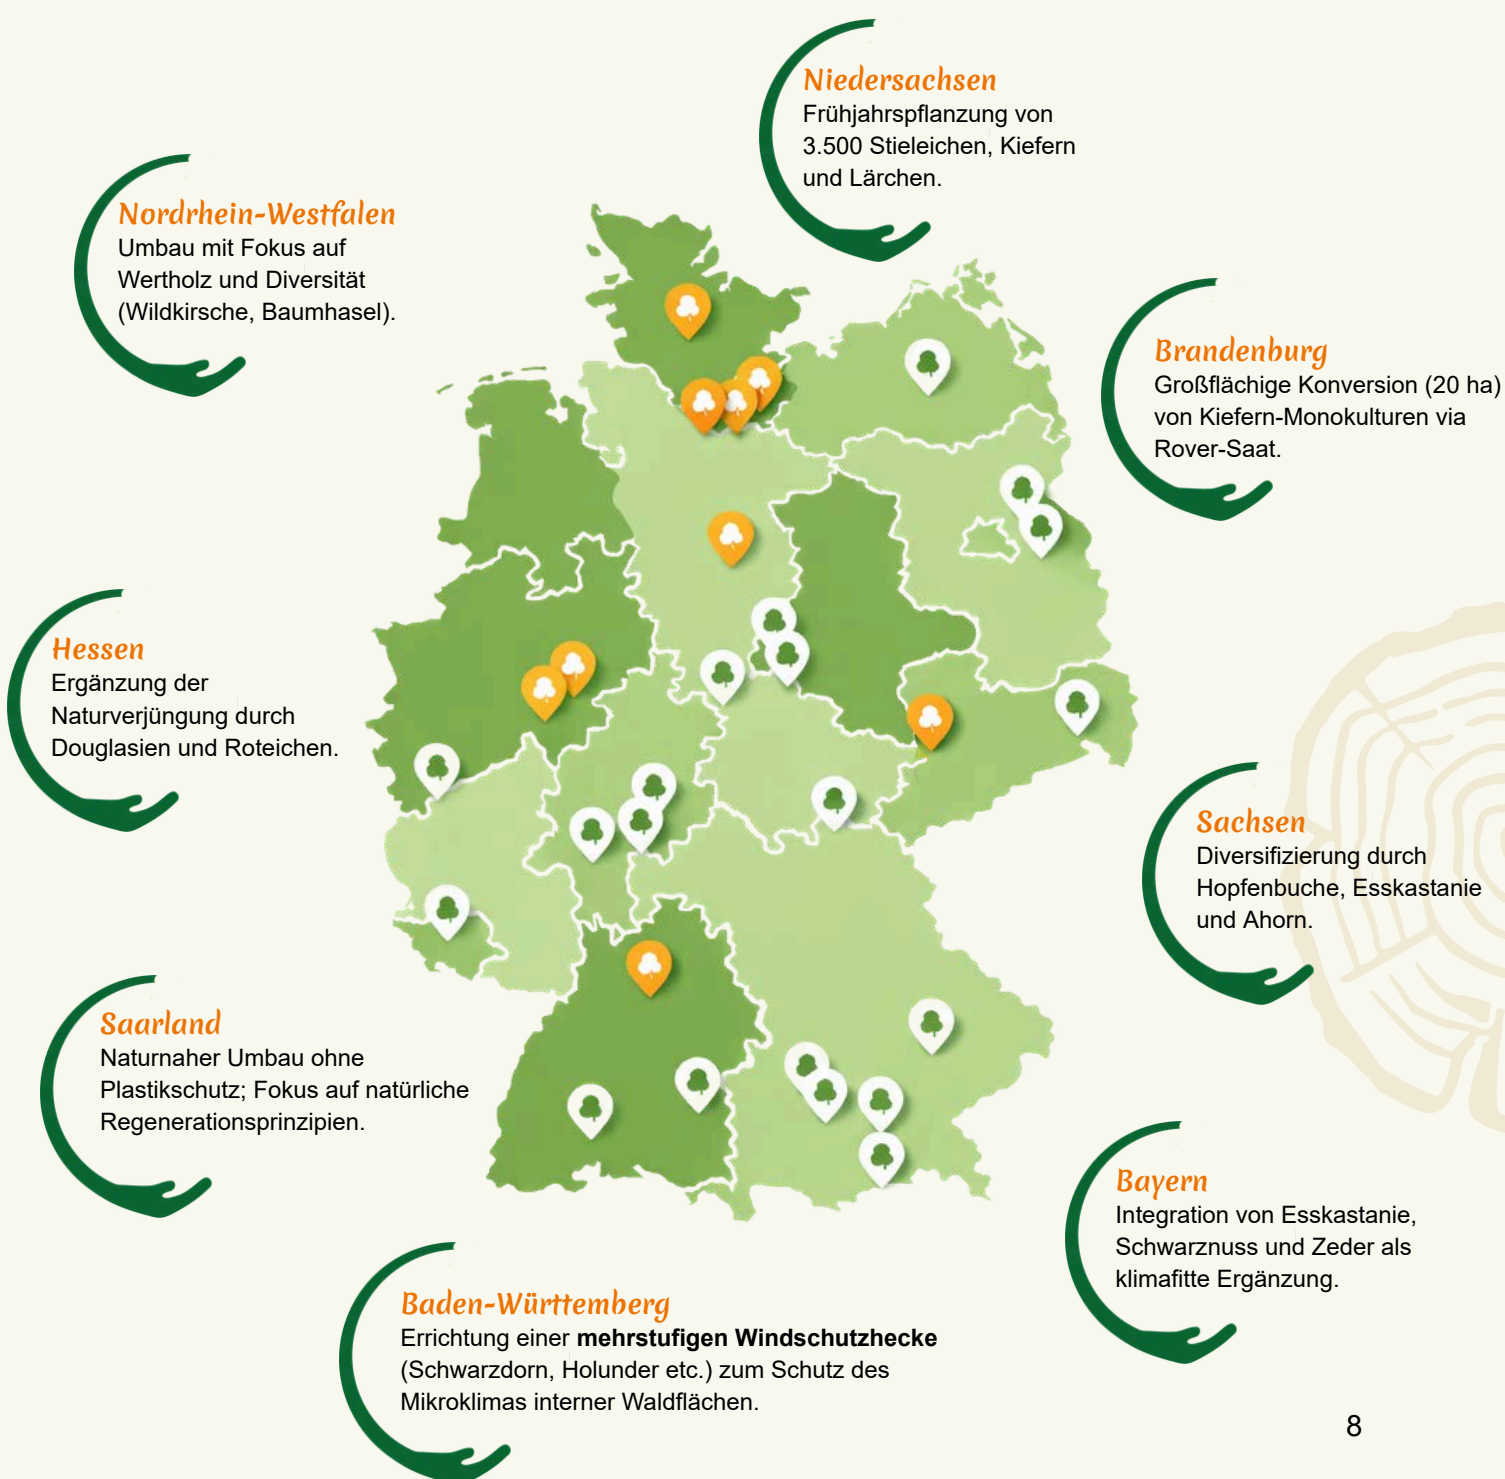 Niedersachsen
Frühjahrspflanzung von
3.500 Stieleichen, Kiefern
und Lärchen.
Nordrhein-Westfalen
Umbau mit Fokus auf
Wertholz und Diversität
(Wildkirsche, Baumhasel).
Brandenburg
Großflächige Konversion (20 ha)
von Kiefern-Monokulturen via
Rover-Saat.
Hessen
Ergänzung der
Naturverjüngung durch
Douglasien und Roteichen.
Sachsen
Diversifizierung durch
Hopfenbuche, Esskastanie
und Ahorn.
Saarland
Naturnaher Umbau ohne
Plastikschutz; Fokus auf natürliche
Regenerationsprinzipien.
Bayern
Integration von Esskastanie,
Schwarznuss und Zeder als
klimafitte Ergänzung.
Baden-Württemberg
Errichtung einer mehrstufigen Windschutzhecke
(Schwarzdorn, Holunder etc.) zum Schutz des
Mikroklimas interner Waldflächen.
8